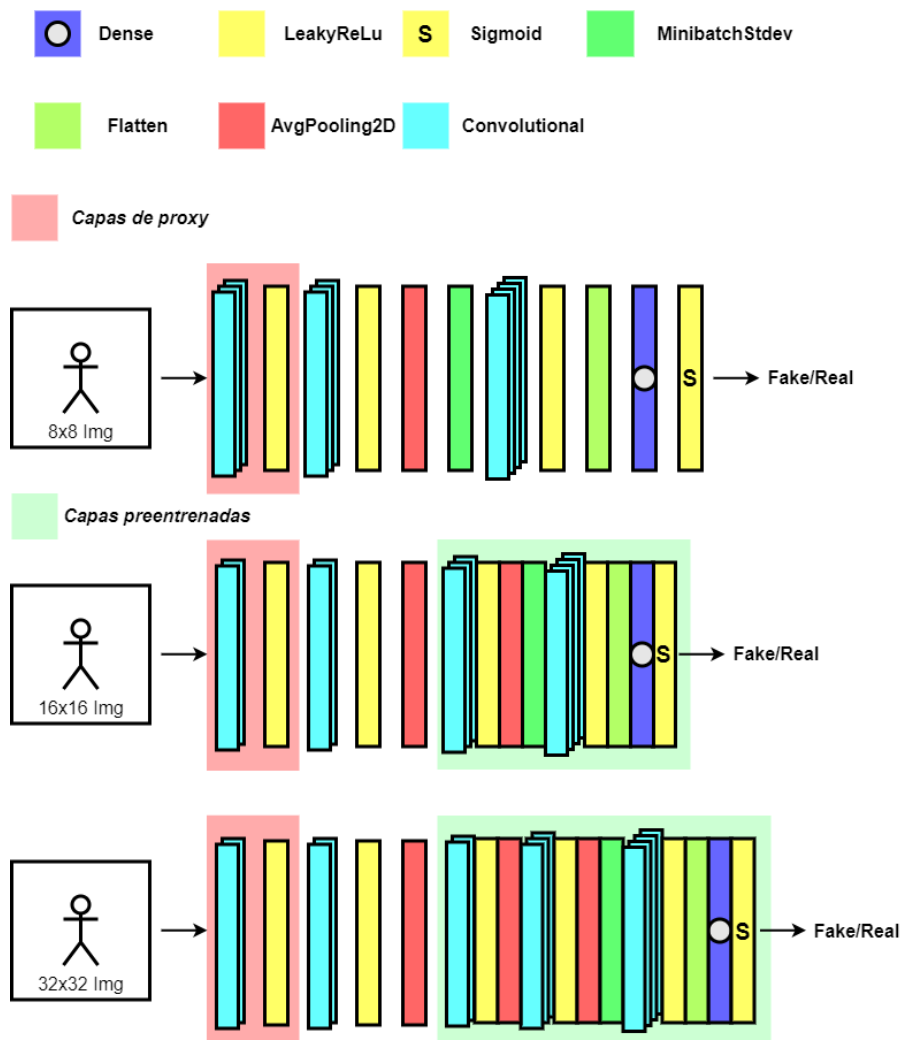 Dense LeakyReLu S Sigmoid MinibatchStdev
Flatten AvgPooling2D Convolutional
Capas de proxy
8x8 Img S Fake/Real
Capas preentrenadas
16x16 Img S Fake/Real
32x32 Img S Fake/Real